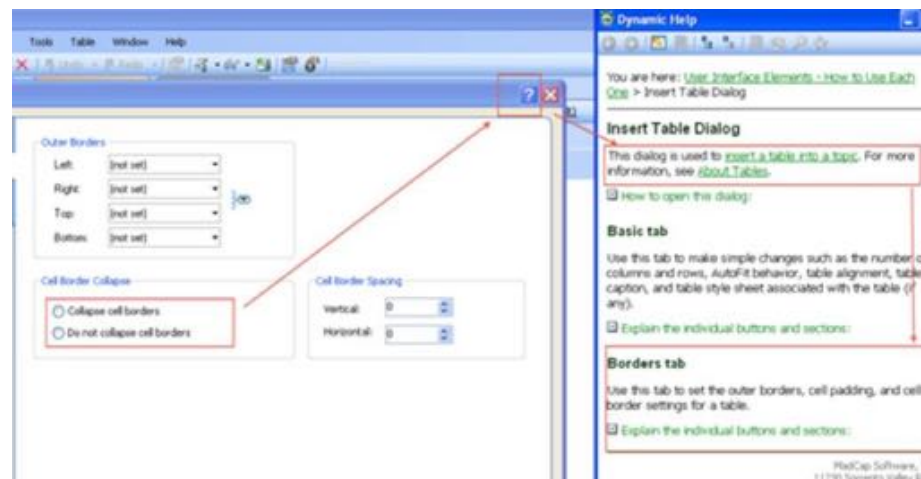 Tools Table Window Help
Undo Redo
Outer Borders
Left: (not set)
Right: (not set)
Top: (not set)
Bottom: (not set)
Cell Border Collapse
Collapse cell borders
Do not collapse cell borders
Cell Border Spacing
Vertical: 0
Horizontal: 0
Dynamic Help
You are here: User Interface Elements - How to Use Each
One > Insert Table Dialog
Insert Table Dialog
This dialog is used to insert a table into a topic. For more
information, see About Tables.
How to open this dialog:
Basic tab
Use this tab to make simple changes such as the number o
columns and rows, AutoFit behavior, table alignment, table
caption, and table style sheet associated with the table (if
any).
Explain the individual buttons and sections:
Borders tab
Use this tab to set the outer borders, cell padding, and cell
border settings for a table.
Explain the individual buttons and sections:
MadCap Software,